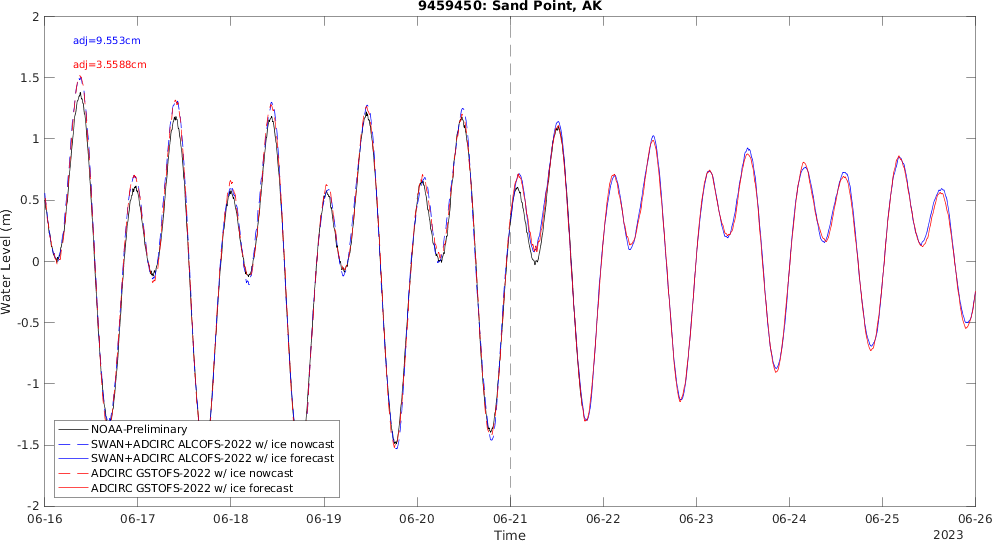 9459450: Sand Point, AK
adj=9.553cm
adj=3.5588cm
2
1.5
1
0.5
0
-0.5
-1
-1.5
-2
Water Level (m)
NOAA-Preliminary
SWAN+ADCIRC ALCOFS-2022 w/ ice nowcast
SWAN+ADCIRC ALCOFS-2022 w/ ice forecast
ADCIRC GSTOFS-2022 w/ ice nowcast
ADCIRC GSTOFS-2022 w/ ice forecast
06-16 06-17 06-18 06-19 06-20 06-21 06-22 06-23 06-24 06-25 06-26
Time
2023